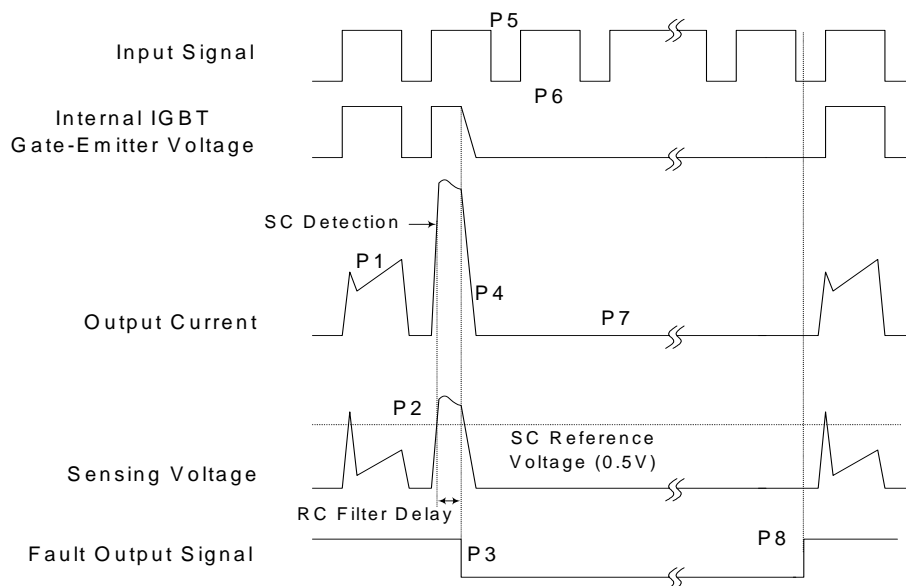 P5
Input Signal
P6
Internal IGBT
Gate-Emitter Voltage
SC Detection
P1
P4
Output Current
P7
P2
SC Reference
Voltage (0.5V)
Sensing Voltage
RC Filter Delay
Fault Output Signal
P3
P8